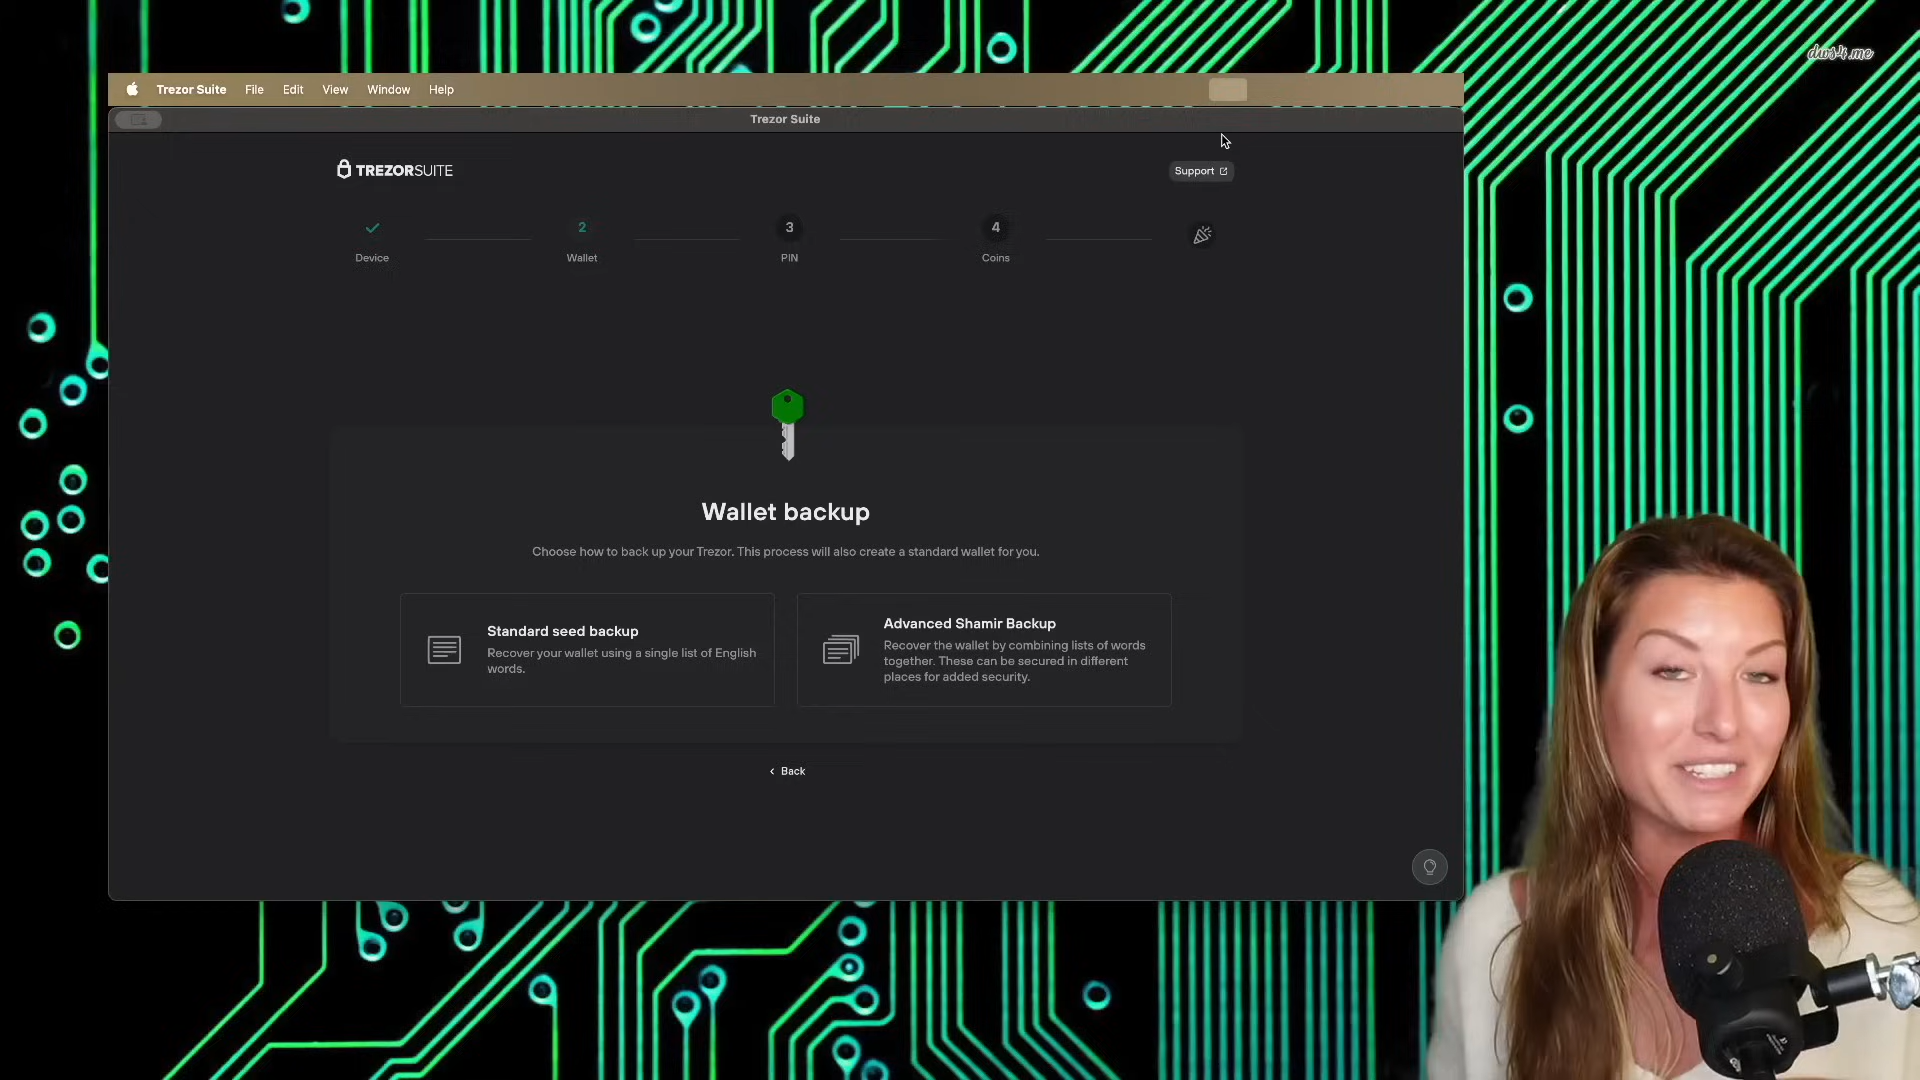 dws4.me
Trezor Suite File Edit View Window Help
Trezor Suite
TREZORSUITE
Support
2 3 4
Device Wallet PIN Coins
Wallet backup
Choose how to back up your Trezor. This process will also create a standard wallet for you.
Standard seed backup
Recover your wallet using a single list of English
words.
Advanced Shamir Backup
Recover the wallet by combining lists of words
together. These can be secured in different
places for added security.
Back